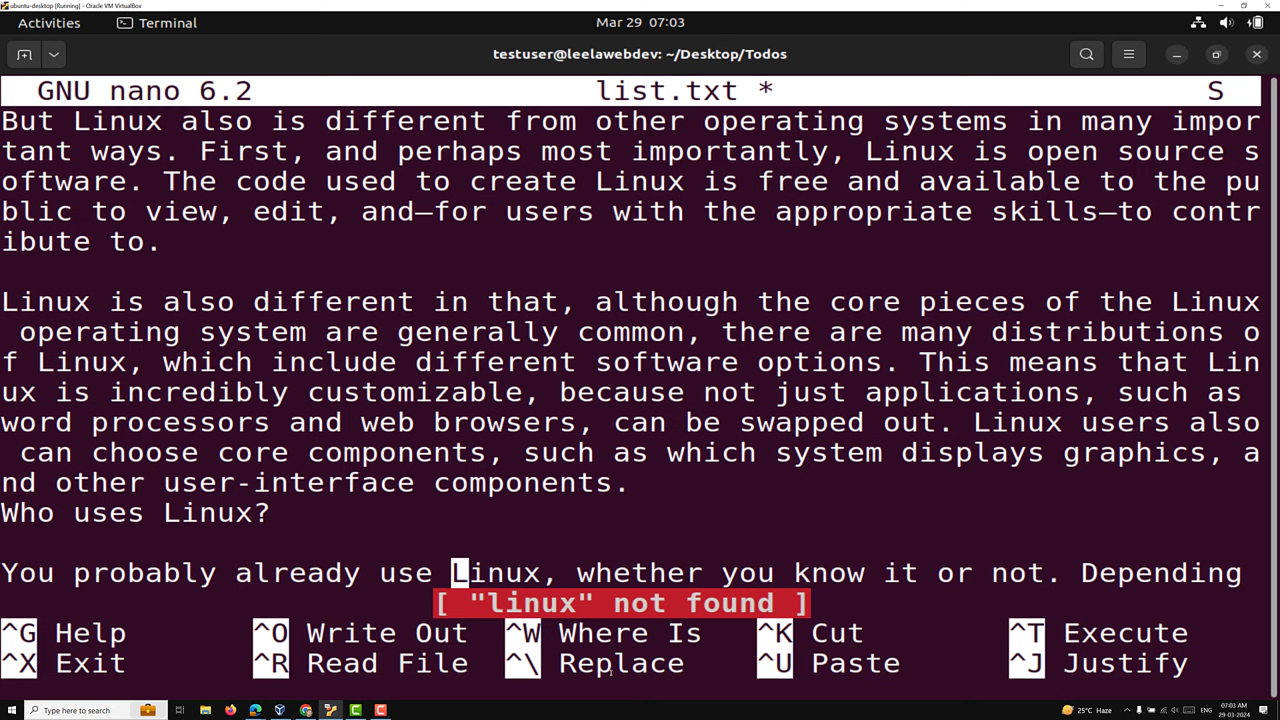 ubuntu-desktop [Running] - Oracle VM VirtualBox
Activities Terminal Mar 29 07:03
testuser@leelawebdev: ~/Desktop/Todos
GNU nano 6.2 list.txt * S
But Linux also is different from other operating systems in many impor
tant ways. First, and perhaps most importantly, Linux is open source s
oftware. The code used to create Linux is free and available to the pu
blic to view, edit, and—for users with the appropriate skills—to contr
ibute to.
Linux is also different in that, although the core pieces of the Linux
operating system are generally common, there are many distributions o
f Linux, which include different software options. This means that Lin
ux is incredibly customizable, because not just applications, such as
word processors and web browsers, can be swapped out. Linux users also
can choose core components, such as which system displays graphics, a
nd other user-interface components.
Who uses Linux?
You probably already use Linux, whether you know it or not. Depending
[ "linux" not found ]
^G Help ^O Write Out ^W Where Is ^K Cut ^T Execute
^X Exit ^R Read File ^\ Replace ^U Paste ^J Justify
Type here to search 25°C Haze ENG 07:03 AM
29-03-2024